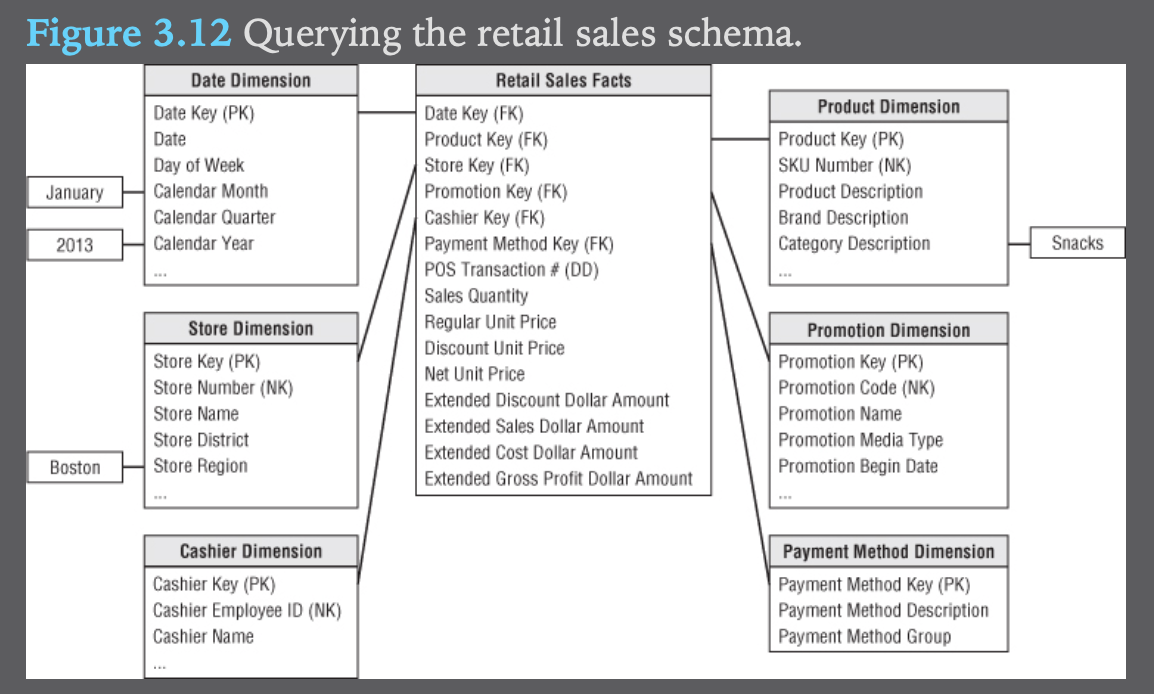 Figure 3.12 Querying the retail sales schema.
Date Dimension
Date Key (PK)
Date
Day of Week
Calendar Month
Calendar Quarter
Calendar Year
...
January
2013
Store Dimension
Store Key (PK)
Store Number (NK)
Store Name
Store District
Store Region
...
Boston
Cashier Dimension
Cashier Key (PK)
Cashier Employee ID (NK)
Cashier Name
...
Retail Sales Facts
Date Key (FK)
Product Key (FK)
Store Key (FK)
Promotion Key (FK)
Cashier Key (FK)
Payment Method Key (FK)
POS Transaction # (DD)
Sales Quantity
Regular Unit Price
Discount Unit Price
Net Unit Price
Extended Discount Dollar Amount
Extended Sales Dollar Amount
Extended Cost Dollar Amount
Extended Gross Profit Dollar Amount
Product Dimension
Product Key (PK)
SKU Number (NK)
Product Description
Brand Description
Category Description
...
Snacks
Promotion Dimension
Promotion Key (PK)
Promotion Code (NK)
Promotion Name
Promotion Media Type
Promotion Begin Date
...
Payment Method Dimension
Payment Method Key (PK)
Payment Method Description
Payment Method Group